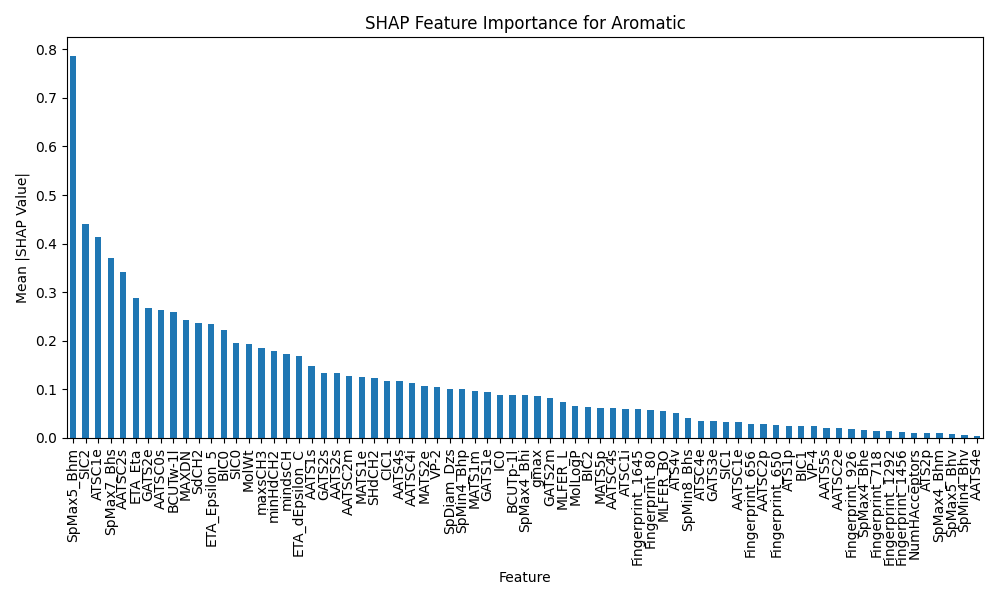 SHAP Feature Importance for Aromatic
Mean |SHAP Value|
0.8
0.7
0.6
0.5
0.4
0.3
0.2
0.1
0.0
SpMax5_Bhm
SIC2
ATSC1e
SpMax7_Bhs
AATSC2s
ETA_Eta
GATS2e
AATSC0s
BCUTw-1l
MAXDN
SdCH2
ETA_Epsilon_5
BIC0
SIC0
MolWt
maxsCH3
minHdCH2
mindsCH
ETA_dEpsilon_C
AATS1s
GATS2s
AATS2s
AATSC2m
MATS1e
SHdCH2
CIC1
AATS4s
AATSC4i
MATS2e
VP-2
SpDiam_Dzs
SpMin4_Bhp
MATS1m
GATS1e
IC0
BCUTp-1l
SpMax4_Bhi
gmax
GATS2m
MLFER_L
MolLogP
BIC2
MATS5p
AATSC4s
ATSC1i
Fingerprint_1645
Fingerprint_80
MLFER_BO
ATS4v
SpMin8_Bhs
ATSC4e
GATS3s
SIC1
AATSC1e
Fingerprint_656
AATSC2p
Fingerprint_650
ATS1p
BIC1
VP-4
AATS5s
AATSC2e
Fingerprint_926
SpMax4_Bhe
Fingerprint_718
Fingerprint_1292
Fingerprint_1456
NumHAcceptors
ATS2p
SpMax4_Bhm
SpMax5_Bhv
SpMin4_Bhv
AATS4e
Feature